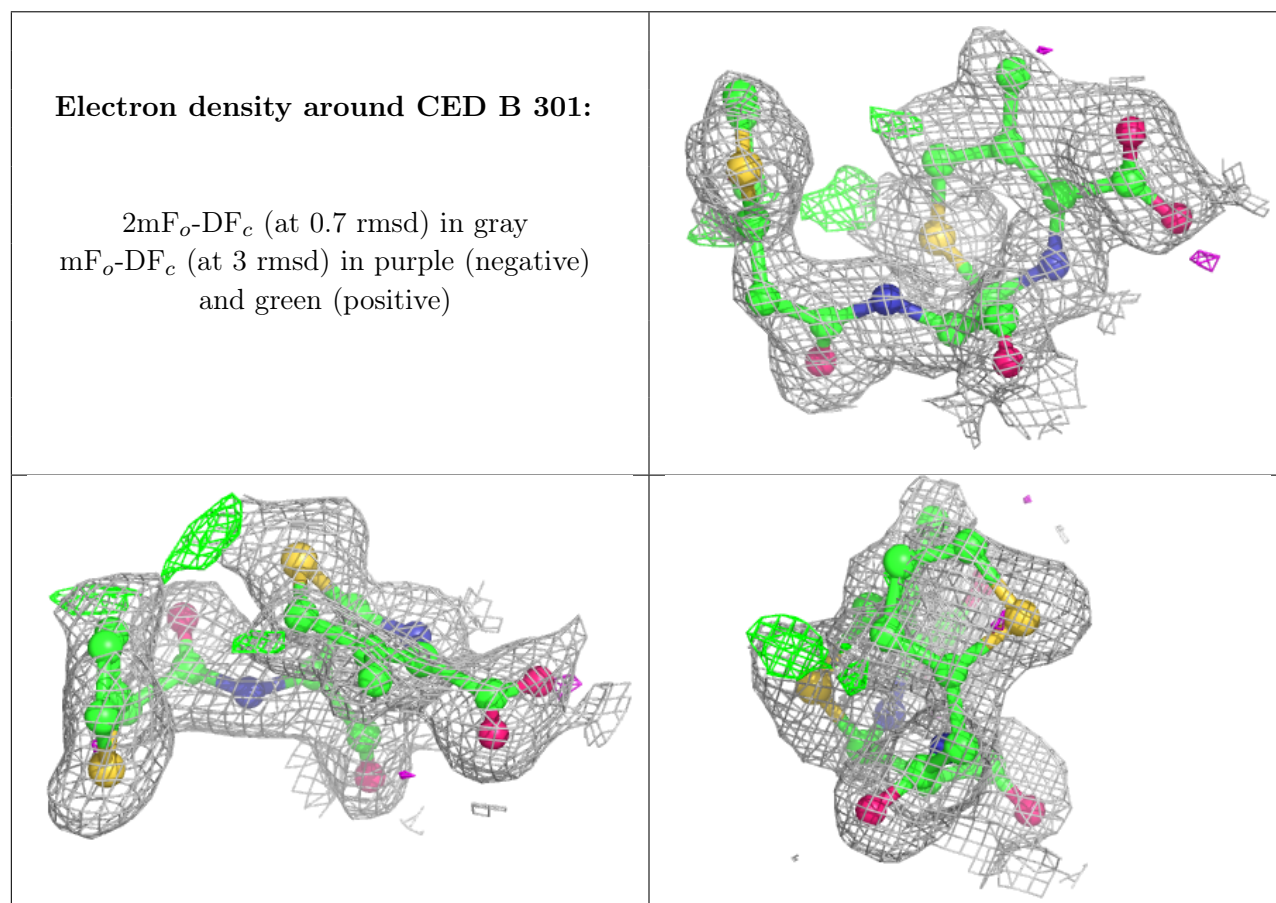 Electron density around CED B 301:
2mFo-DFc (at 0.7 rmsd) in gray
mFo-DFc (at 3 rmsd) in purple (negative)
and green (positive)